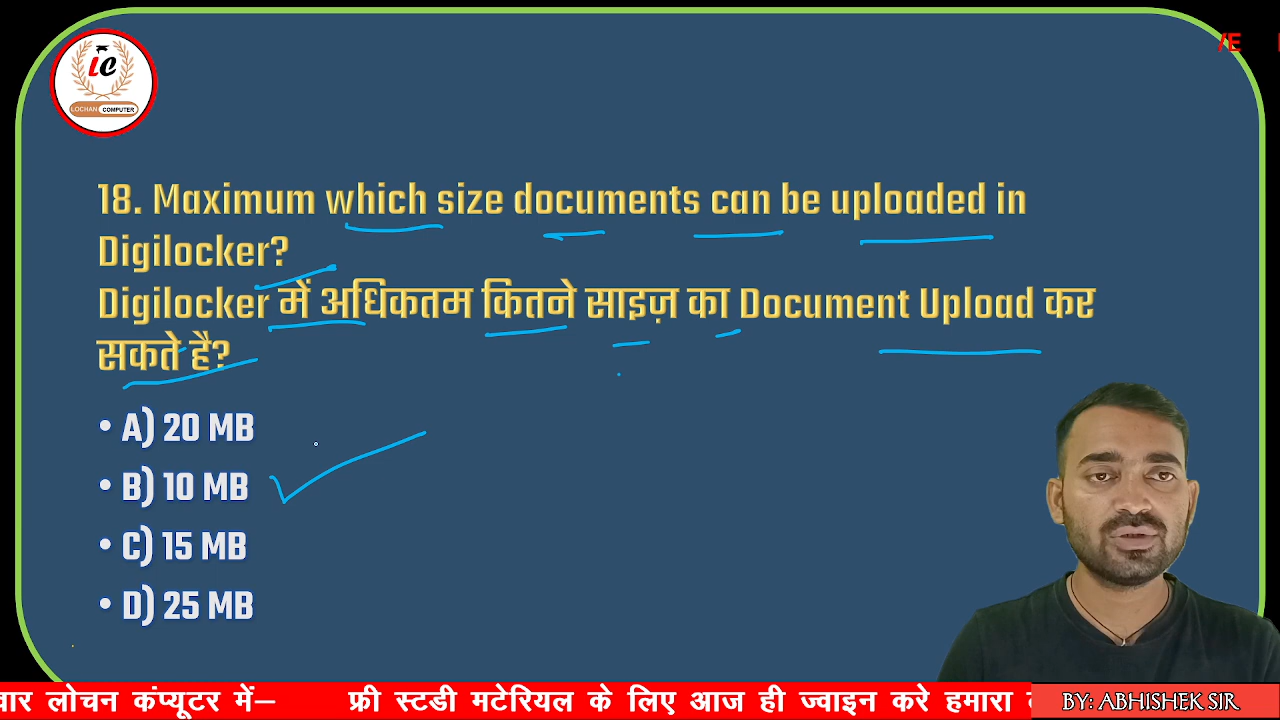 YE
LC
LOCHAN COMPUTER
18. Maximum which size documents can be uploaded in
Digilocker?
Digilocker में अधिकतम कितने साइज़ का Document Upload कर
सकते है?
• A) 20 MB
• B) 10 MB
• C) 15 MB
• D) 25 MB
वार लोचन कंप्यूटर में– फ्री स्टडी मटेरियल के लिए आज ही ज्वाइन करे हमारा
BY: ABHISHEK SIR